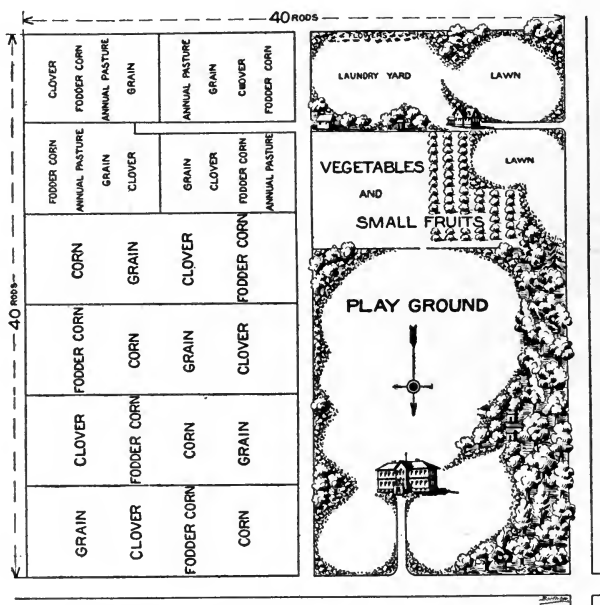 40 RODS
CLOVER
FODDER CORN
ANNUAL PASTURE
GRAIN
ANNUAL PASTURE
GRAIN
CLOVER
FODDER CORN
FLOWERS
LAUNDRY YARD
LAWN
FODDER CORN
ANNUAL PASTURE
GRAIN
CLOVER
GRAIN
CLOVER
FODDER CORN
ANNUAL PASTURE
VEGETABLES
AND
SMALL FRUITS
LAWN
40 RODS
CORN
GRAIN
CLOVER
FODDER CORN
PLAY GROUND
FODDER CORN
CORN
GRAIN
CLOVER
CLOVER
FODDER CORN
CORN
GRAIN
GRAIN
CLOVER
FODDER CORN
CORN